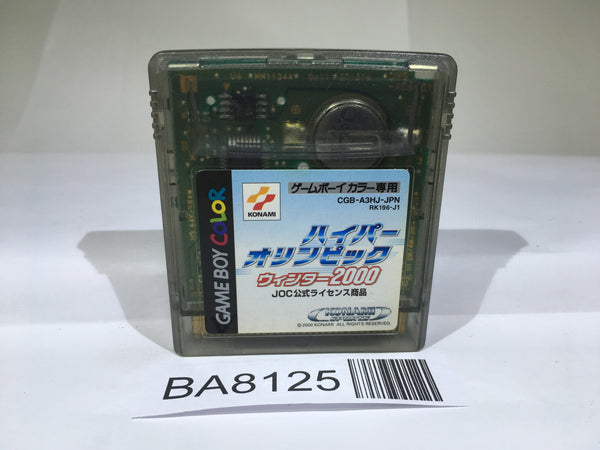 GAME BOY COLOR
KONAMI
ゲームボーイカラー専用
CGB-A3HJ-JPN
RK196-J1
ハイパー
オリンピック
ウィンター2000
JOC公式ライセンス商品
KONAMI
© 2000 KONAMI ALL RIGHTS RESERVED.
BA8125